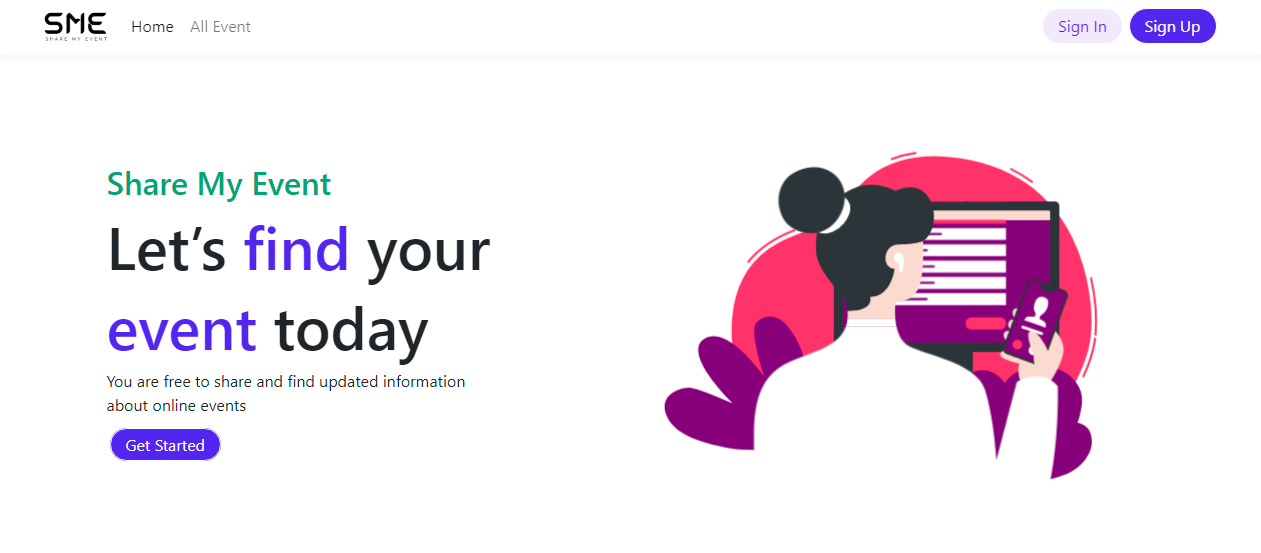 SME
SHARE MY EVENT
Home
All Event
Sign In
Sign Up
Share My Event
Let’s find your
event today
You are free to share and find updated information
about online events
Get Started